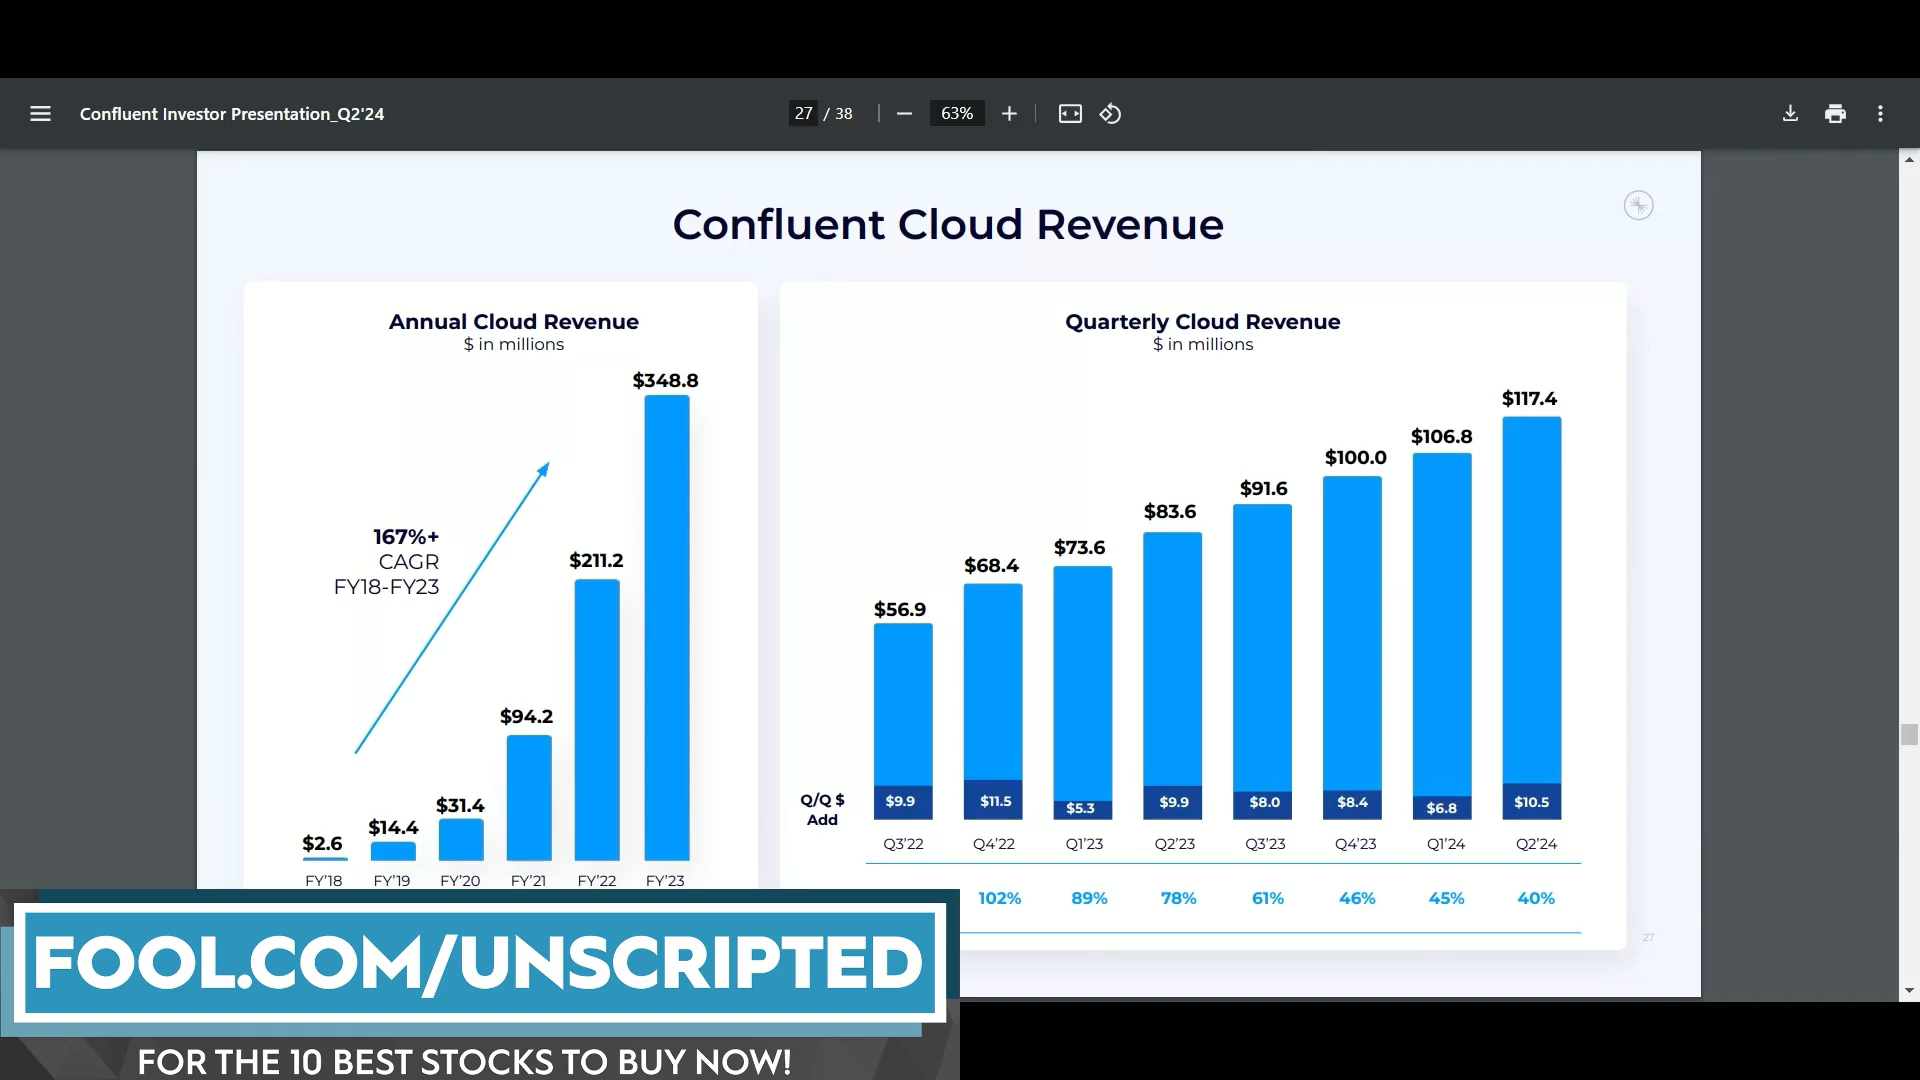 Confluent Investor Presentation_Q2'24
27 / 38
63%
Confluent Cloud Revenue
Annual Cloud Revenue
$ in millions
$348.8
$211.2
$94.2
$31.4
$14.4
$2.6
167%+
CAGR
FY18-FY23
FY'18 FY'19 FY'20 FY'21 FY'22 FY'23
Quarterly Cloud Revenue
$ in millions
$56.9 $68.4 $73.6 $83.6 $91.6 $100.0 $106.8 $117.4
Q/Q $
Add
$9.9 $11.5 $5.3 $9.9 $8.0 $8.4 $6.8 $10.5
Q3'22 Q4'22 Q1'23 Q2'23 Q3'23 Q4'23 Q1'24 Q2'24
102% 89% 78% 61% 46% 45% 40%
27
FOOL.COM/UNSCRIPTED
FOR THE 10 BEST STOCKS TO BUY NOW!